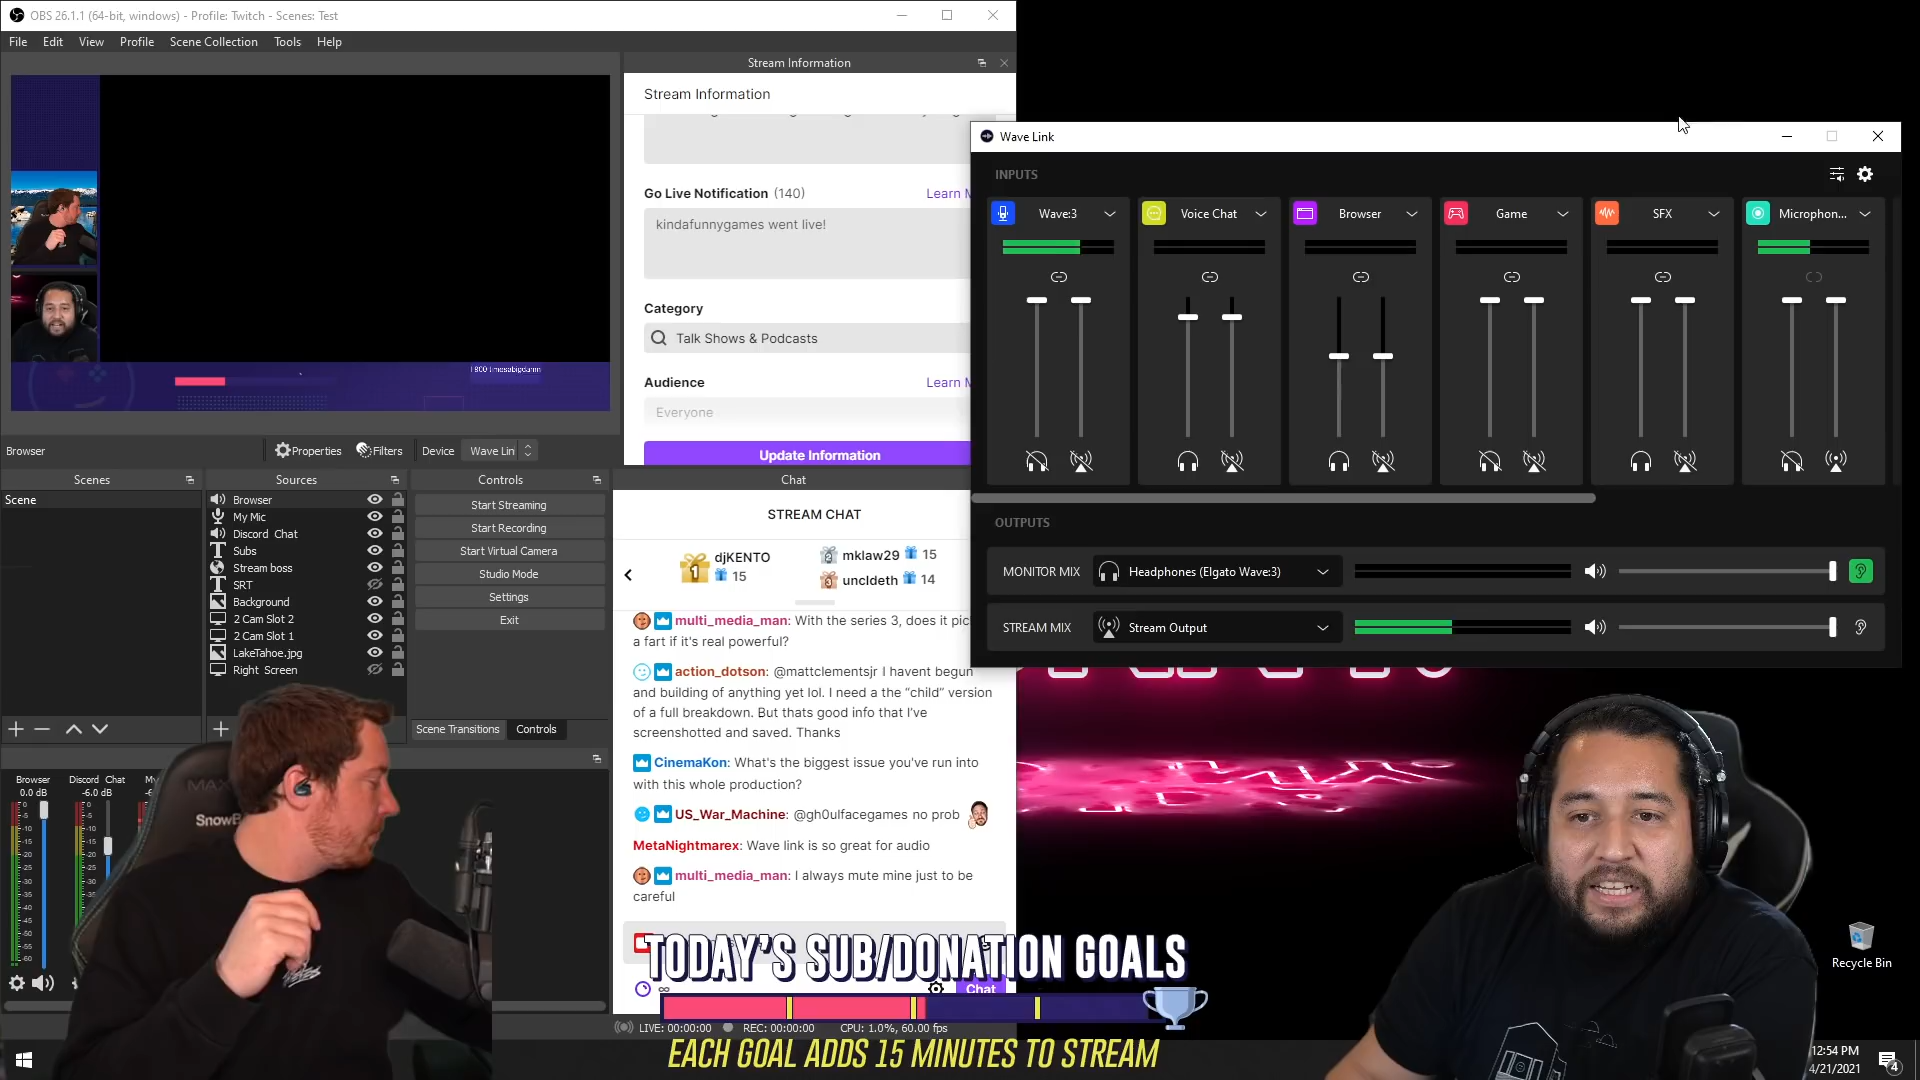 OBS 26.1.1 (64-bit, windows) - Profile: Twitch - Scenes: Test
File Edit View Profile Scene Collection Tools Help
Stream Information
Stream Information
Go Live Notification (140) Learn M
kindafunnygames went live!
Category
Talk Shows & Podcasts
Audience Learn M
Everyone
Update Information
Browser Properties Filters Device Wave Lin
Scenes Sources Controls Chat
Scene
Browser
My Mic
Discord Chat
Subs
Stream boss
SRT
Background
2 Cam Slot 2
2 Cam Slot 1
LakeTahoe.jpg
Right Screen
Start Streaming
Start Recording
Start Virtual Camera
Studio Mode
Settings
Exit
Scene Transitions Controls
Browser Discord Chat My
0.0 dB -6.0 dB
STREAM CHAT
1 djKENTO 15
2 mklaw29 15
3 uncldeth 14
multi_media_man: With the series 3, does it pic
a fart if it's real powerful?
action_dotson: @mattclementsjr I havent begun
and building of anything yet lol. I need a the "child" version
of a full breakdown. But thats good info that I've
screenshotted and saved. Thanks
CinemaKon: What's the biggest issue you've run into
with this whole production?
US_War_Machine: @gh0ulfacegames no prob
MetaNightmarex: Wave link is so great for audio
multi_media_man: I always mute mine just to be
careful
Chat
LIVE: 00:00:00 REC: 00:00:00 CPU: 1.0%, 60.00 fps
Wave Link
INPUTS
Wave:3 Voice Chat Browser Game SFX Microphon...
OUTPUTS
MONITOR MIX Headphones (Elgato Wave:3)
STREAM MIX Stream Output
TODAY'S SUB/DONATION GOALS
EACH GOAL ADDS 15 MINUTES TO STREAM
Recycle Bin
12:54 PM
4/21/2021
4